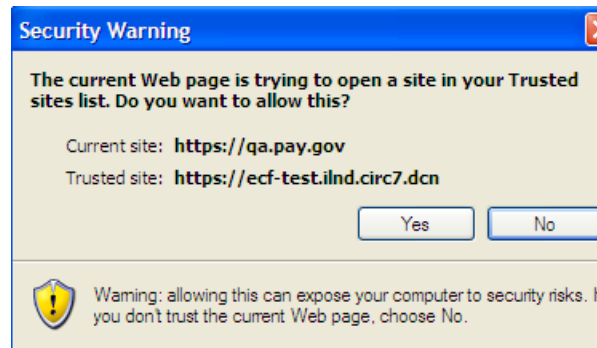 Security Warning
The current Web page is trying to open a site in your Trusted
sites list. Do you want to allow this?
Current site: https://qa.pay.gov
Trusted site: https://ecf-test.ilnd.circ7.dcn
Yes No
Warning: allowing this can expose your computer to security risks.
you don't trust the current Web page, choose No.